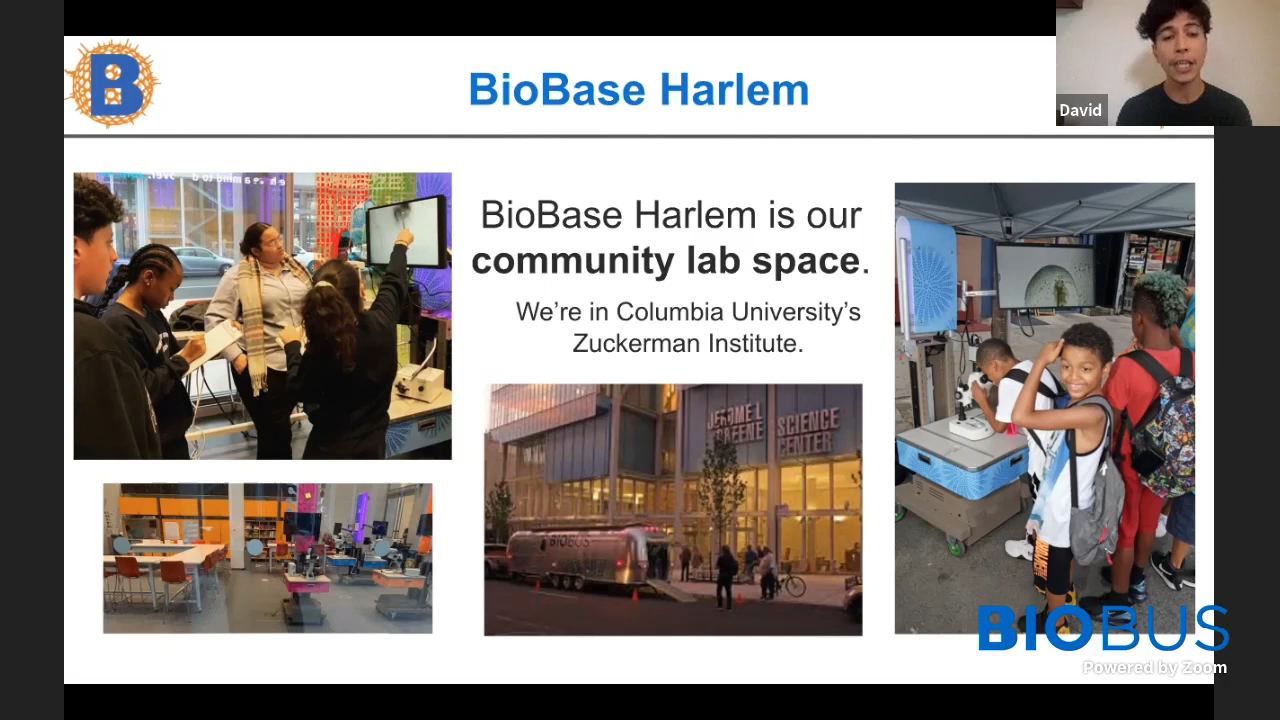 B
BioBase Harlem
David
BioBase Harlem is our
community lab space.
We're in Columbia University's
Zuckerman Institute.
JEROME L
GREENE
SCIENCE
CENTER
BIOBUS
BIOBUS
Powered by Zoom